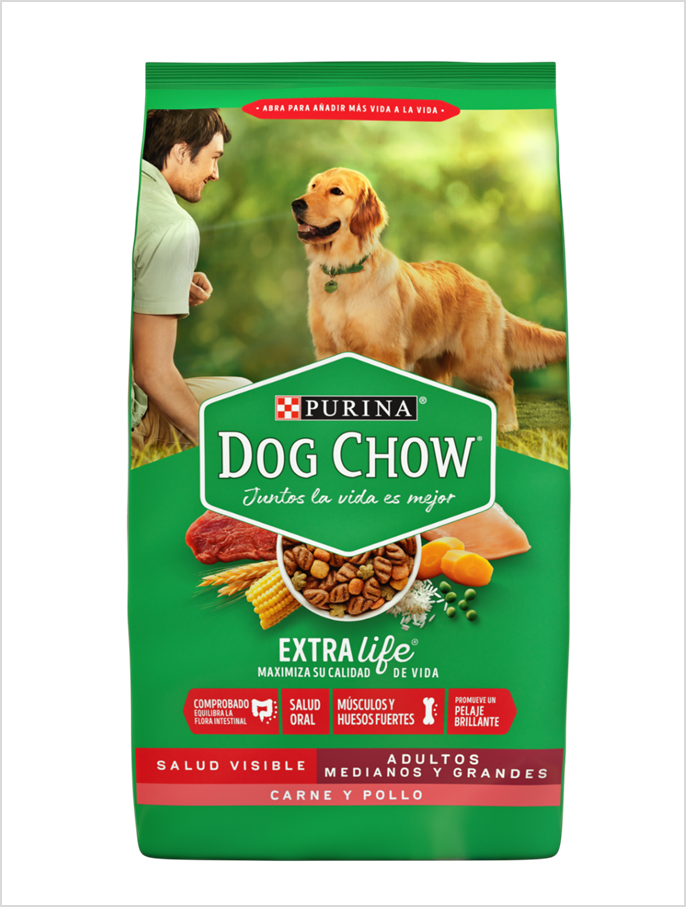 • ABRA PARA AÑADIR MÁS VIDA A LA VIDA •
PURINA®
DOG CHOW®
Juntos la vida es mejor
EXTRA life®
MAXIMIZA SU CALIDAD DE VIDA
COMPROBADO
EQUILIBRA LA
FLORA INTESTINAL
SALUD
ORAL
MÚSCULOS Y
HUESOS FUERTES
PROMUEVE UN
PELAJE
BRILLANTE
SALUD VISIBLE
ADULTOS
MEDIANOS Y GRANDES
CARNE Y POLLO